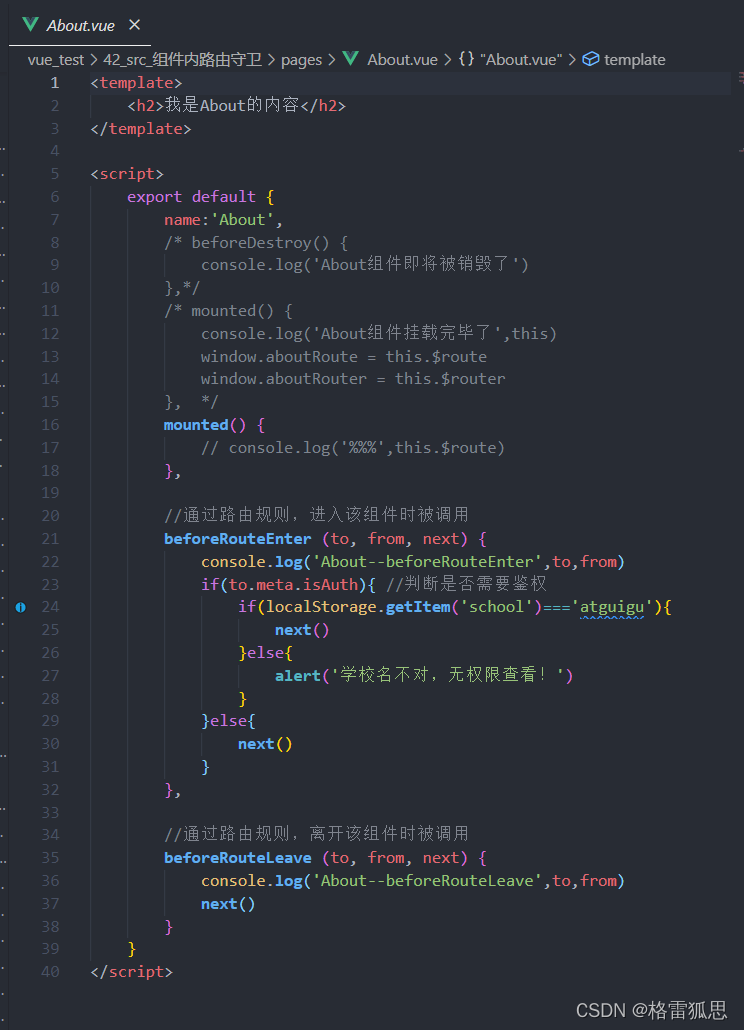 About.vue
vue_test > 42_src_组件内路由守卫 > pages > About.vue > {} "About.vue" > template
1 <template>
2     <h2>我是About的内容</h2>
3 </template>
4
5 <script>
6     export default {
7         name:'About',
8         /* beforeDestroy() {
9             console.log('About组件即将被销毁了')
10         },*/
11         /* mounted() {
12             console.log('About组件挂载完毕了',this)
13             window.aboutRoute = this.$route
14             window.aboutRouter = this.$router
15         },  */
16         mounted() {
17             // console.log('%%%',this.$route)
18         },
19
20         //通过路由规则，进入该组件时被调用
21         beforeRouteEnter (to, from, next) {
22             console.log('About--beforeRouteEnter',to,from)
23             if(to.meta.isAuth){ //判断是否需要鉴权
24                 if(localStorage.getItem('school')==='atguigu'){
25                     next()
26                 }else{
27                     alert('学校名不对，无权限查看！')
28                 }
29             }else{
30                 next()
31             }
32         },
33
34         //通过路由规则，离开该组件时被调用
35         beforeRouteLeave (to, from, next) {
36             console.log('About--beforeRouteLeave',to,from)
37             next()
38         }
39     }
40 </script>
CSDN @格雷狐思